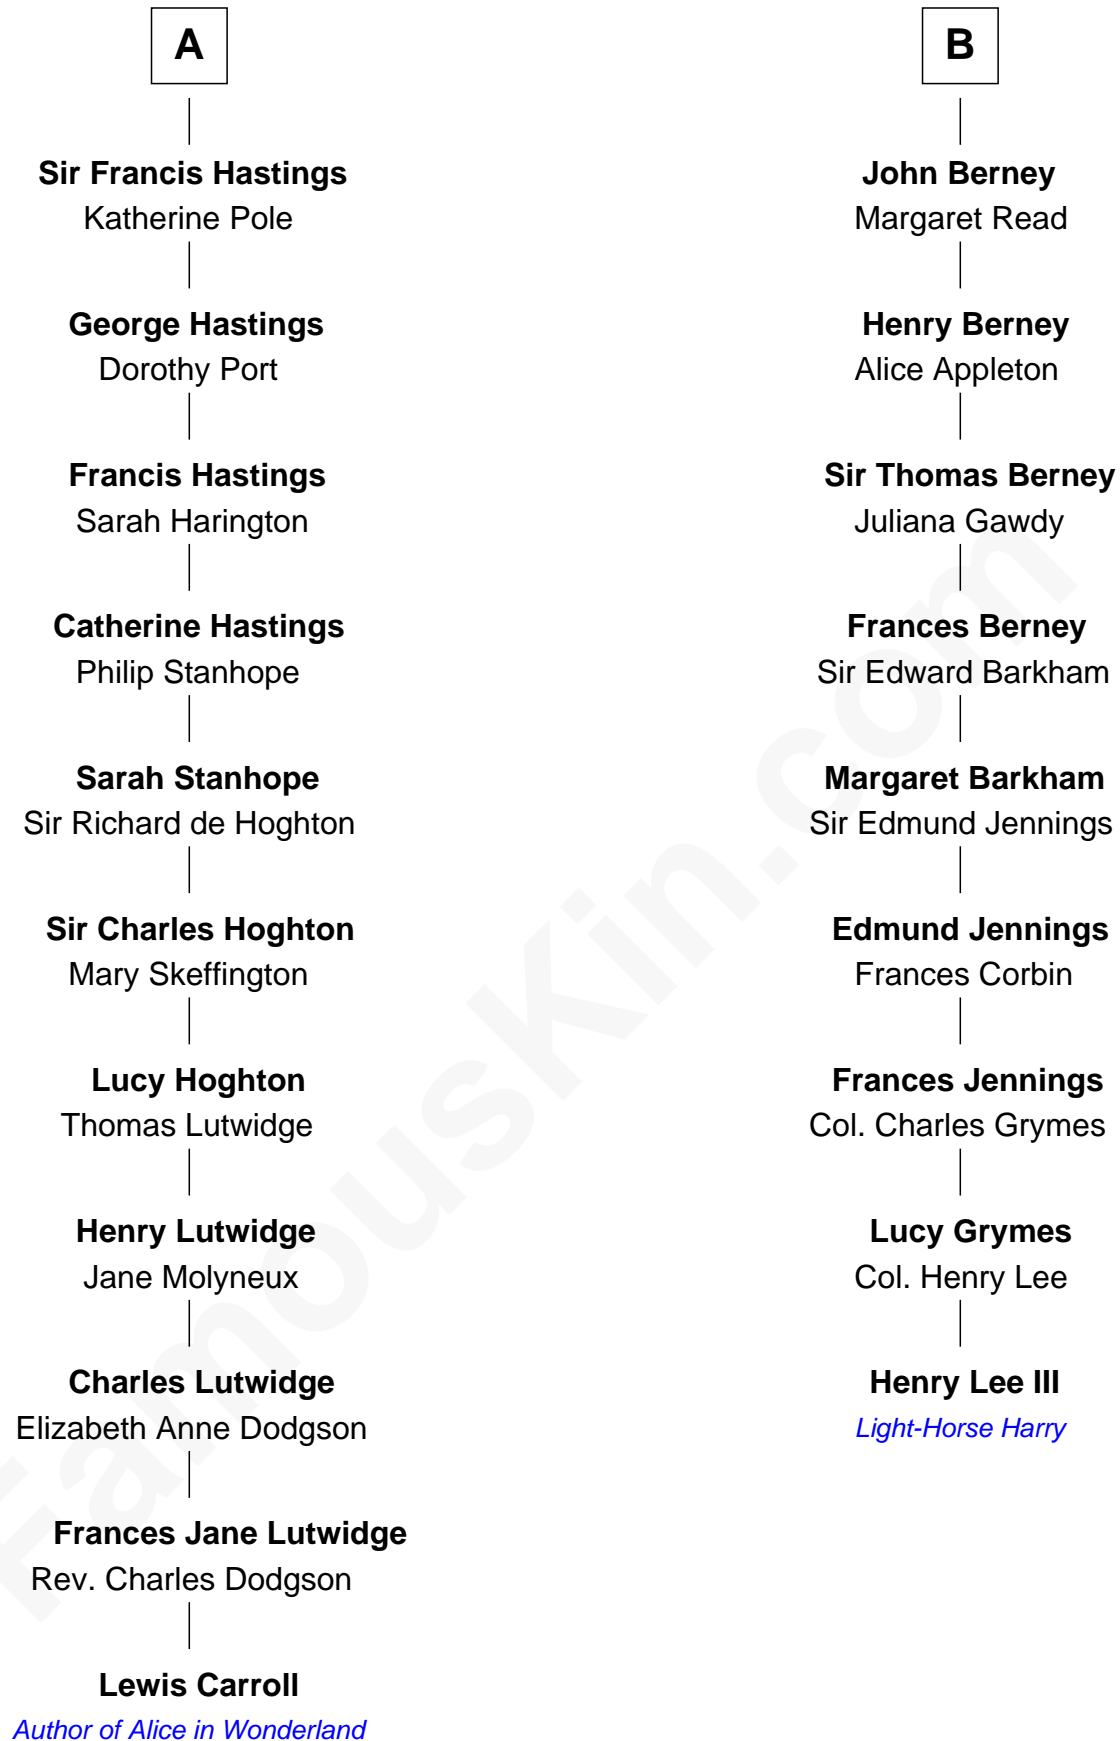 A
Sir Francis Hastings
Katherine Pole
George Hastings
Dorothy Port
Francis Hastings
Sarah Harington
Catherine Hastings
Philip Stanhope
Sarah Stanhope
Sir Richard de Hoghton
Sir Charles Hoghton
Mary Skeffington
Lucy Hoghton
Thomas Lutwidge
Henry Lutwidge
Jane Molyneux
Charles Lutwidge
Elizabeth Anne Dodgson
Frances Jane Lutwidge
Rev. Charles Dodgson
Lewis Carroll
Author of Alice in Wonderland
B
John Berney
Margaret Read
Henry Berney
Alice Appleton
Sir Thomas Berney
Juliana Gawdy
Frances Berney
Sir Edward Barkham
Margaret Barkham
Sir Edmund Jennings
Edmund Jennings
Frances Corbin
Frances Jennings
Col. Charles Grymes
Lucy Grymes
Col. Henry Lee
Henry Lee III
Light-Horse Harry
FamousKin.com